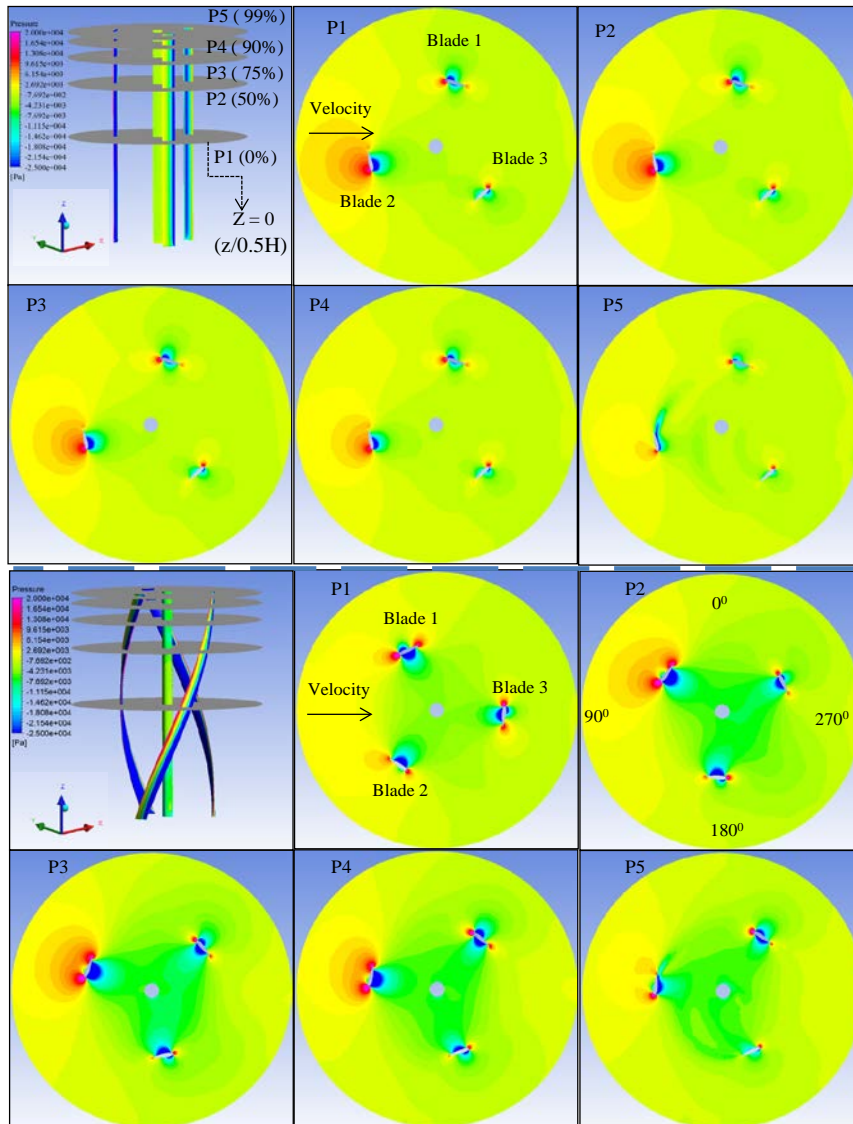 Pressure
2.000e+004
1.654e+004
1.308e+004
9.615e+003
6.154e+003
2.692e+003
-7.692e+002
-4.231e+003
-7.692e+003
-1.115e+004
-1.462e+004
-1.808e+004
-2.154e+004
-2.500e+004
[Pa]
P5 ( 99%)
P4 ( 90%)
P3 ( 75%)
P2 (50%)
P1 (0%)
Z = 0
(z/0.5H)
Z
Y
X
P1
Blade 1
Velocity
Blade 3
Blade 2
P2
P3
P4
P5
Pressure
2.000e+004
1.654e+004
1.308e+004
9.615e+003
6.154e+003
2.692e+003
-7.692e+002
-4.231e+003
-7.692e+003
-1.115e+004
-1.462e+004
-1.808e+004
-2.154e+004
-2.500e+004
[Pa]
Z
Y
X
P1
Blade 1
Velocity
Blade 3
Blade 2
P2
0⁰
90⁰
270⁰
180⁰
P3
P4
P5